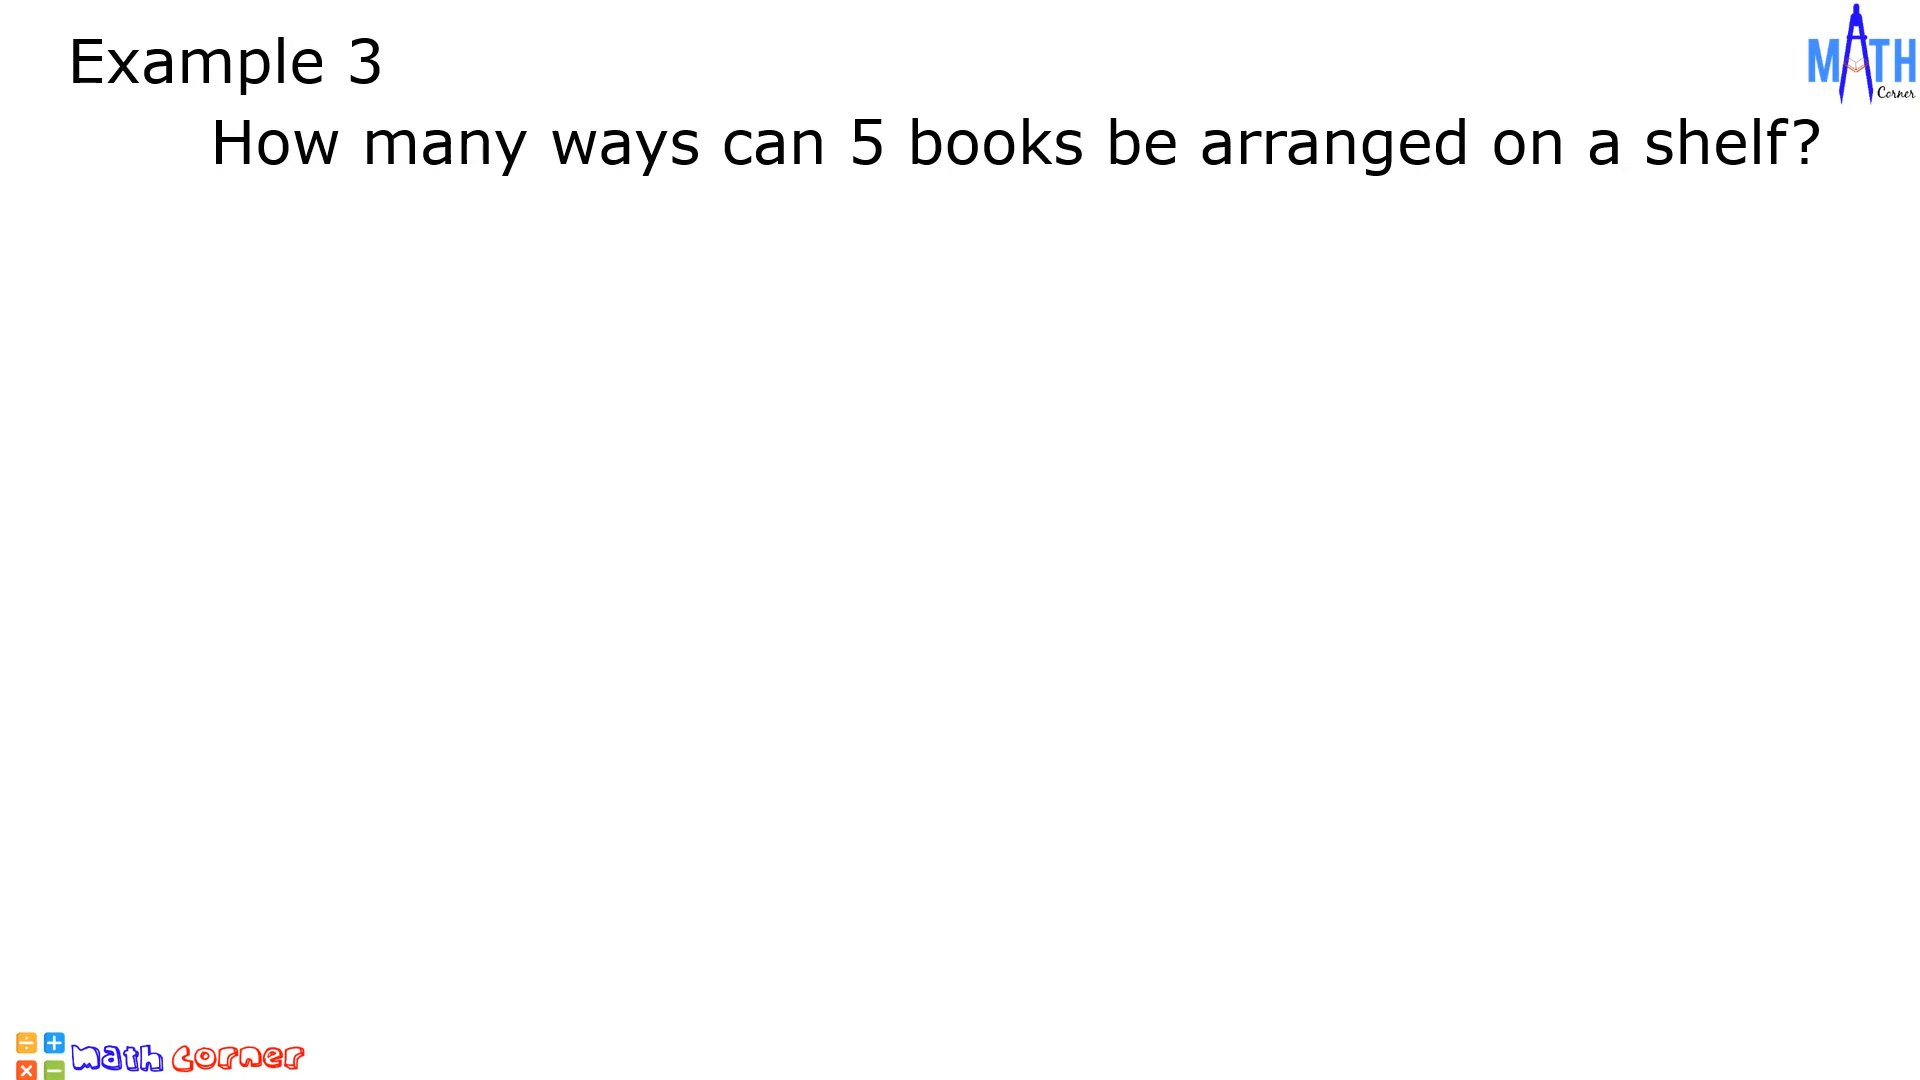 Example 3
MATH
Corner
How many ways can 5 books be arranged on a shelf?
math corner